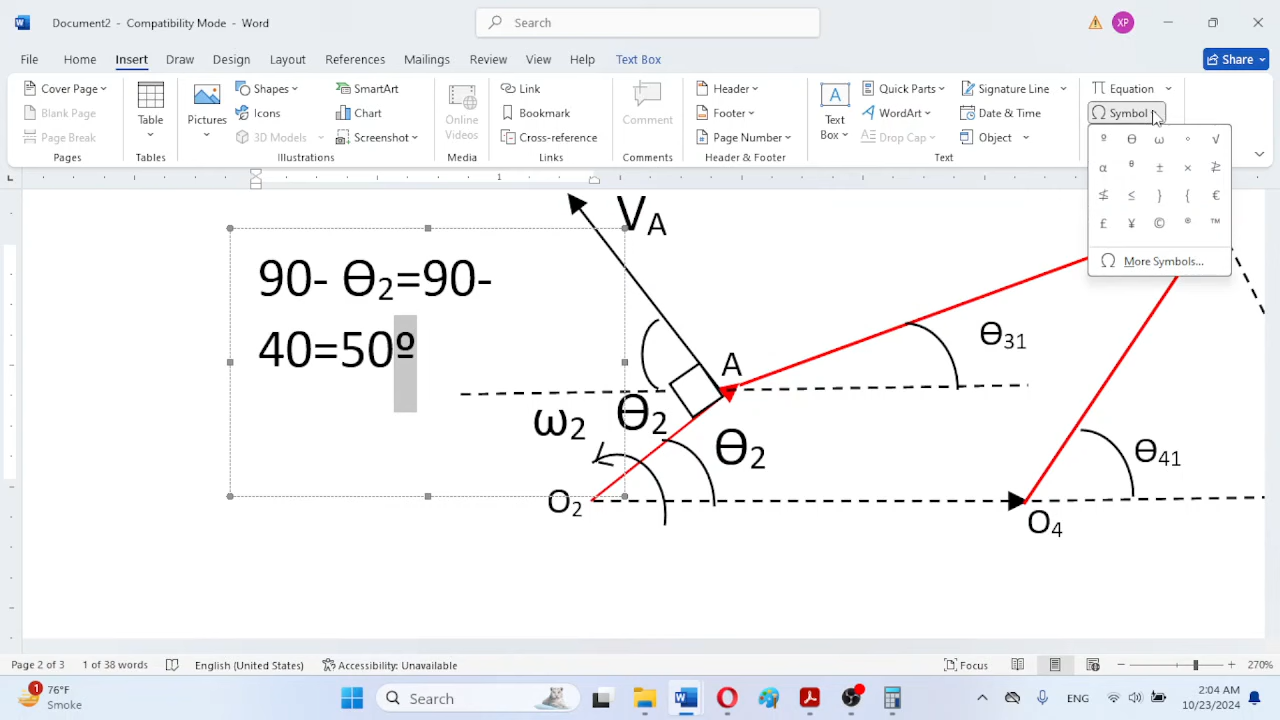 Document2 - Compatibility Mode - Word
Search
XP
File Home Insert Draw Design Layout References Mailings Review View Help Text Box
Share
Cover Page
Blank Page
Page Break
Pages
Table
Tables
Pictures
Shapes
Icons
3D Models
SmartArt
Chart
Screenshot
Illustrations
Online
Videos
Media
Link
Bookmark
Cross-reference
Links
Comment
Comments
Header
Footer
Page Number
Header & Footer
Text
Box
Quick Parts
WordArt
Drop Cap
Signature Line
Date & Time
Object
Text
Equation
Symbol
º ϴ ω ◦ √
α θ ± × ≥
≤ ≤ } { €
£ ¥ © ® ™
More Symbols...
1
VA
90- ϴ2=90-
40=50º
A
ϴ31
ω2
ϴ2
ϴ2
ϴ41
O2
O4
Page 2 of 3 1 of 38 words English (United States) Accessibility: Unavailable Focus 270%
1
76°F
Smoke
Search
ENG
2:04 AM
10/23/2024